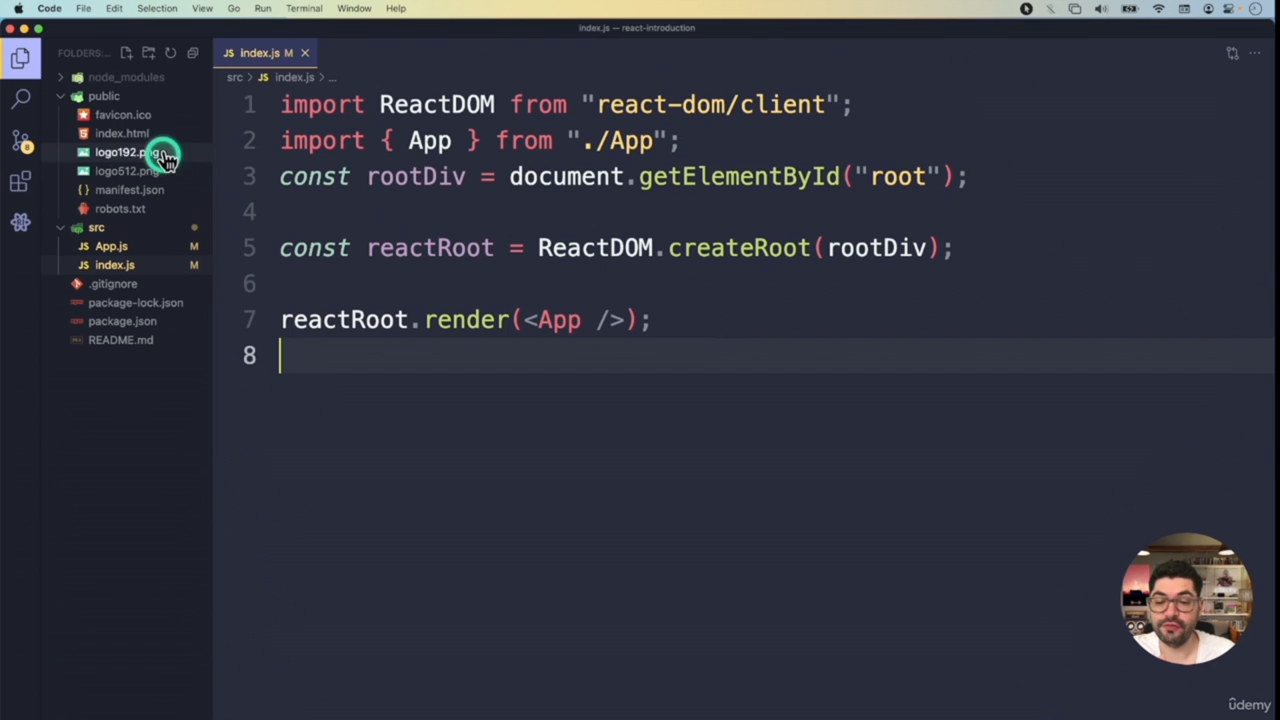 Code File Edit Selection View Go Run Terminal Window Help
index.js — react-introduction
FOLDERS:...
JS index.js M
src > JS index.js > ...
node_modules
public
favicon.ico
index.html
logo192.png
logo512.png
manifest.json
robots.txt
src
JS App.js M
JS index.js M
.gitignore
package-lock.json
package.json
README.md
1 import ReactDOM from "react-dom/client";
2 import { App } from "./App";
3 const rootDiv = document.getElementById("root");
4
5 const reactRoot = ReactDOM.createRoot(rootDiv);
6
7 reactRoot.render(<App />);
8
ûdemy